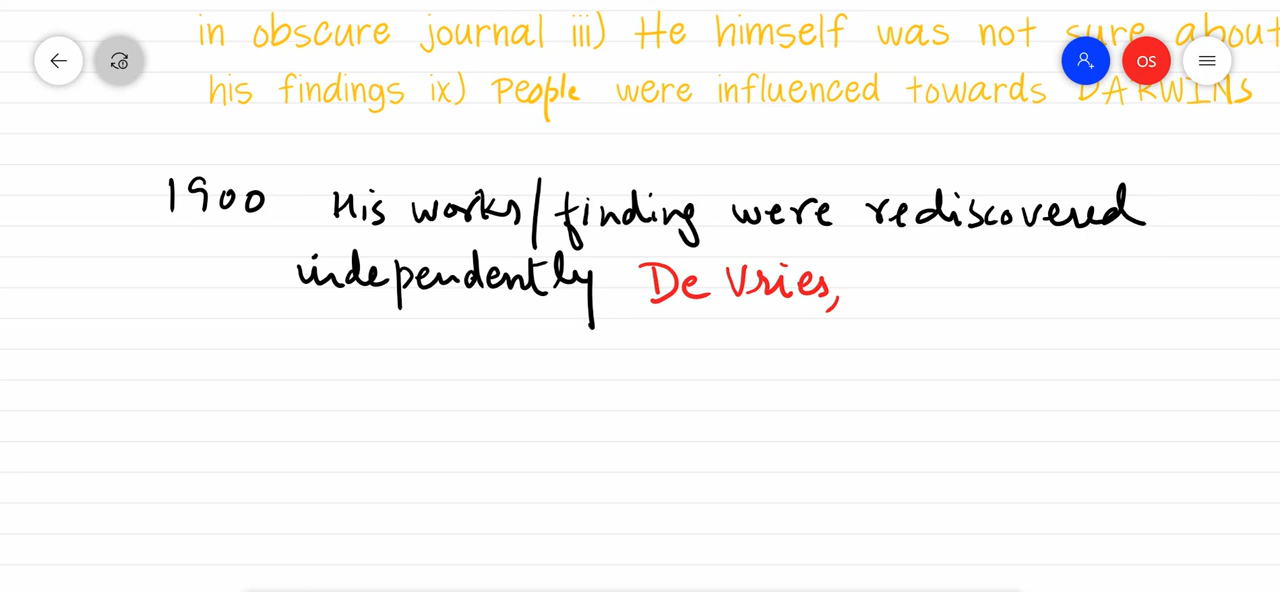 in obscure journal iii) He himself was not sure about
his findings ix) People were influenced towards DARWINS
OS
1900 His works/finding were rediscovered
independently De Vries,